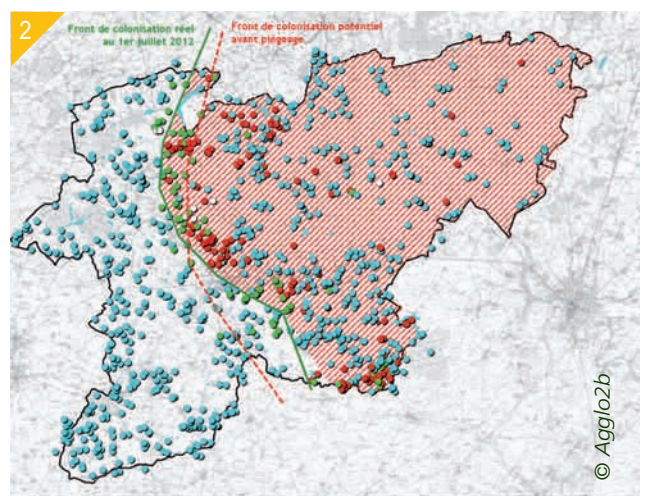 2
Front de colonisation réel
au 1er juillet 2012
Front de colonisation potentiel
avant piégeage
© Agglo2b